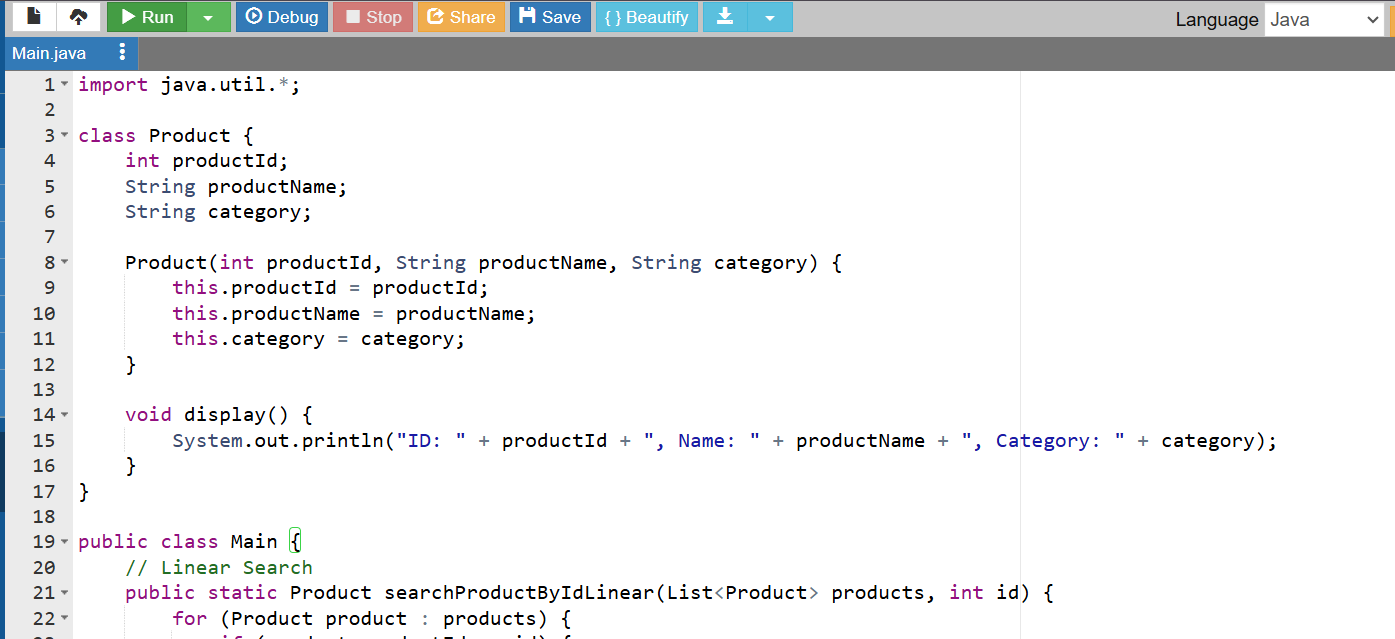 Run Debug Stop Share Save { } Beautify Language Java
Main.java
1 import java.util.*;
2
3 class Product {
4     int productId;
5     String productName;
6     String category;
7
8     Product(int productId, String productName, String category) {
9         this.productId = productId;
10         this.productName = productName;
11         this.category = category;
12     }
13
14     void display() {
15         System.out.println("ID: " + productId + ", Name: " + productName + ", Category: " + category);
16     }
17 }
18
19 public class Main {
20     // Linear Search
21     public static Product searchProductByIdLinear(List<Product> products, int id) {
22         for (Product product : products) {